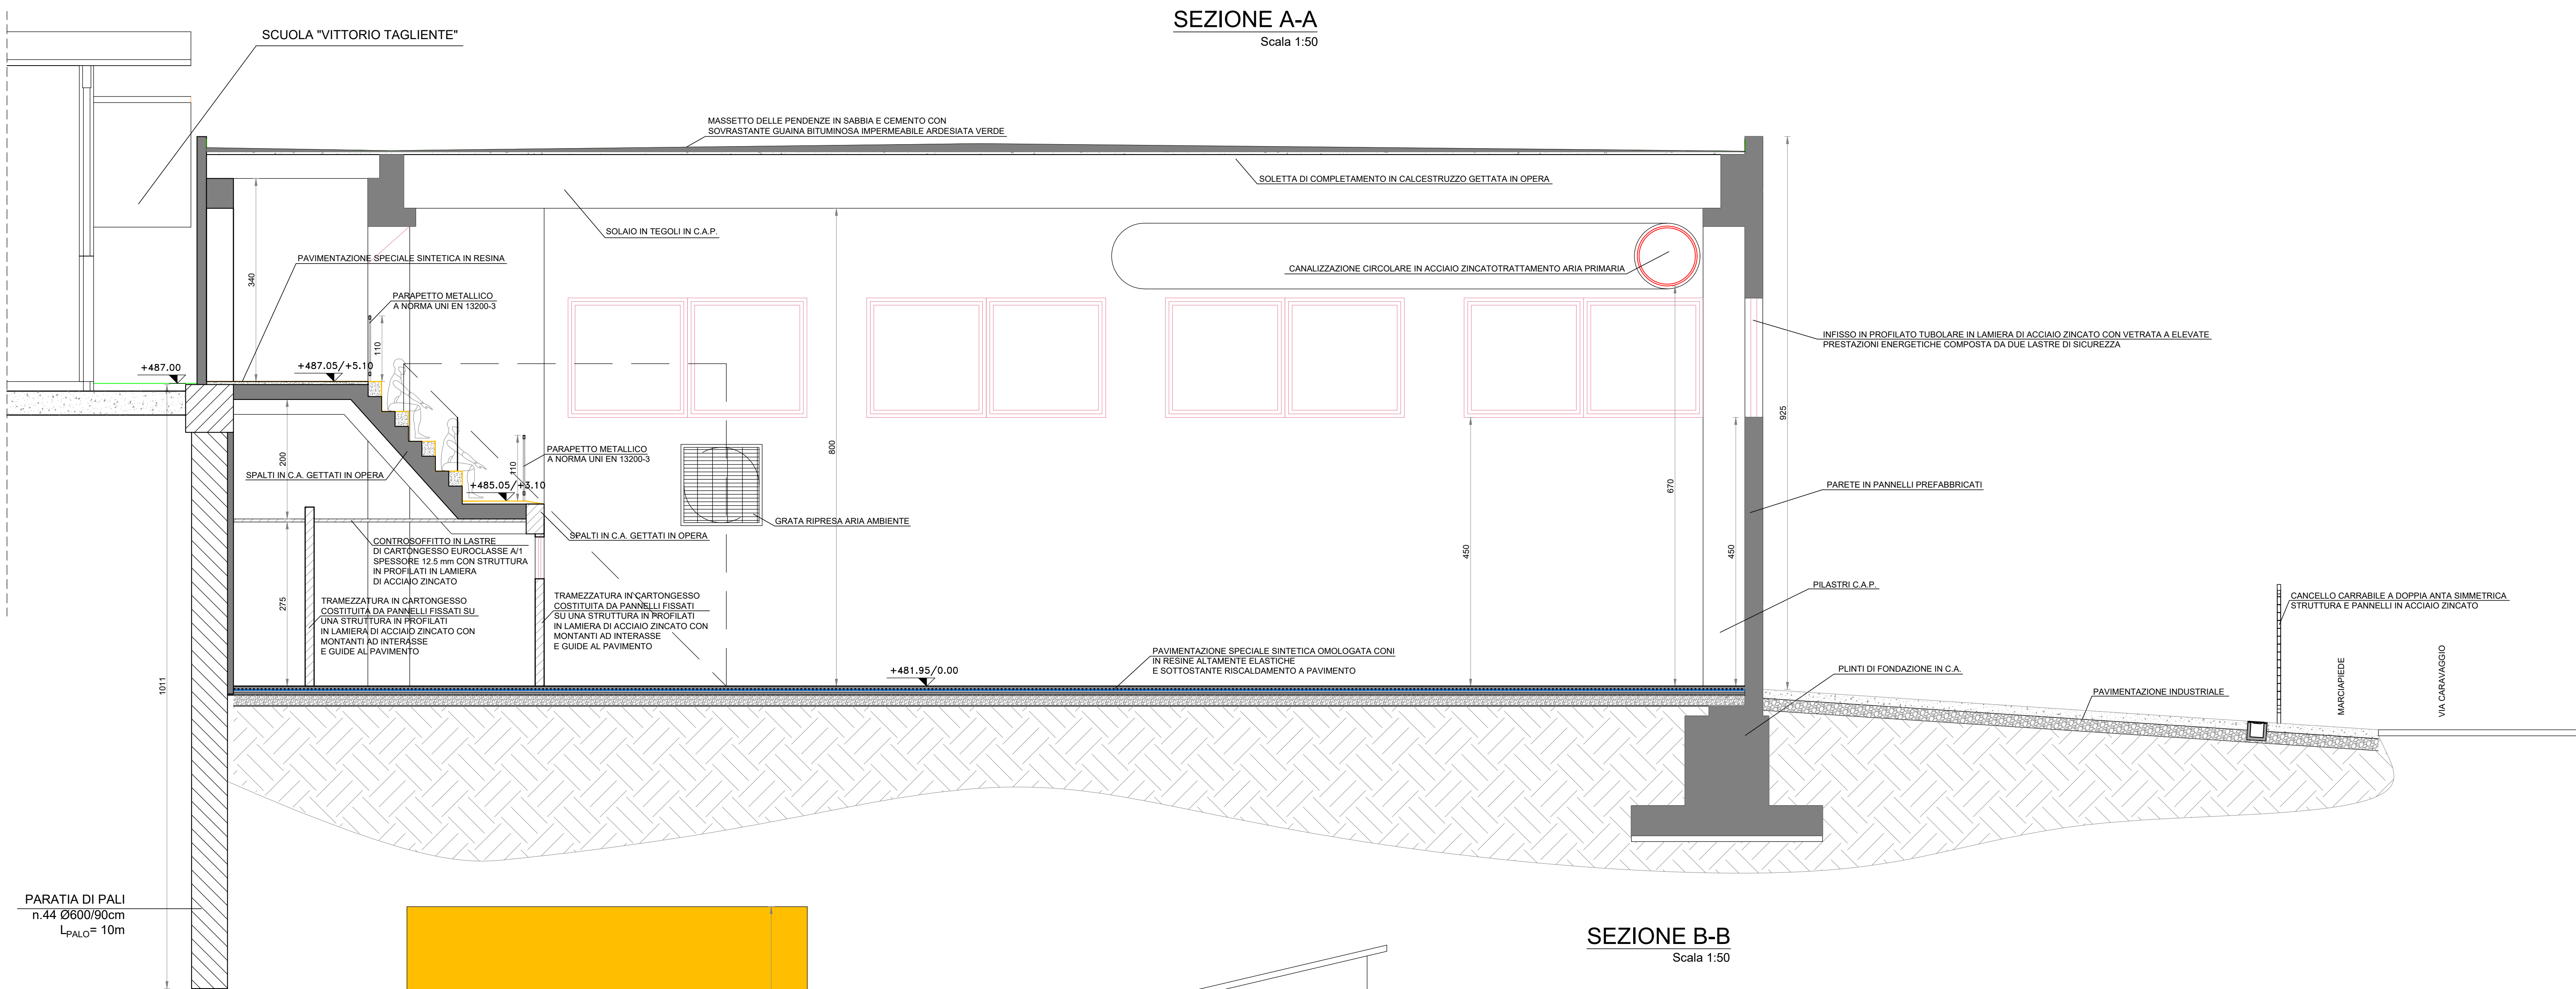 SEZIONE A-A
Scala 1:50
SCUOLA "VITTORIO TAGLIENTE"
MASSETTO DELLE PENDENZE IN SABBIA E CEMENTO CON
SOVRASTANTE GUAINA BITUMINOSA IMPERMEABILE ARDESIATA VERDE
SOLETTA DI COMPLETAMENTO IN CALCESTRUZZO GETTATA IN OPERA
SOLAIO IN TEGOLI IN C.A.P.
PAVIMENTAZIONE SPECIALE SINTETICA IN RESINA
CANALIZZAZIONE CIRCOLARE IN ACCIAIO ZINCATOTRATTAMENTO ARIA PRIMARIA
340
PARAPETTO METALLICO
A NORMA UNI EN 13200-3
110
INFISSO IN PROFILATO TUBOLARE IN LAMIERA DI ACCIAIO ZINCATO CON VETRATA A ELEVATE
PRESTAZIONI ENERGETICHE COMPOSTA DA DUE LASTRE DI SICUREZZA
+487.00
+487.05/+5.10
925
800
PARAPETTO METALLICO
A NORMA UNI EN 13200-3
110
200
SPALTI IN C.A. GETTATI IN OPERA
+485.05/+3.10
670
PARETE IN PANNELLI PREFABBRICATI
GRATA RIPRESA ARIA AMBIENTE
SPALTI IN C.A. GETTATI IN OPERA
CONTROSOFFITTO IN LASTRE
DI CARTONGESSO EUROCLASSE A/1
SPESSORE 12.5 mm CON STRUTTURA
IN PROFILATI IN LAMIERA
DI ACCIAIO ZINCATO
450
450
PILASTRI C.A.P.
275
TRAMEZZATURA IN CARTONGESSO
COSTITUITA DA PANNELLI FISSATI SU
UNA STRUTTURA IN PROFILATI
IN LAMIERA DI ACCIAIO ZINCATO CON
MONTANTI AD INTERASSE
E GUIDE AL PAVIMENTO
TRAMEZZATURA IN CARTONGESSO
COSTITUITA DA PANNELLI FISSATI
SU UNA STRUTTURA IN PROFILATI
IN LAMIERA DI ACCIAIO ZINCATO CON
MONTANTI AD INTERASSE
E GUIDE AL PAVIMENTO
CANCELLO CARRABILE A DOPPIA ANTA SIMMETRICA
STRUTTURA E PANNELLI IN ACCIAIO ZINCATO
PAVIMENTAZIONE SPECIALE SINTETICA OMOLOGATA CONI
IN RESINE ALTAMENTE ELASTICHE
E SOTTOSTANTE RISCALDAMENTO A PAVIMENTO
+481.95/0.00
PLINTI DI FONDAZIONE IN C.A.
PAVIMENTAZIONE INDUSTRIALE
MARCIAPIEDE
VIA CARAVAGGIO
1011
PARATIA DI PALI
n.44 Ø600/90cm
LPALO= 10m
SEZIONE B-B
Scala 1:50